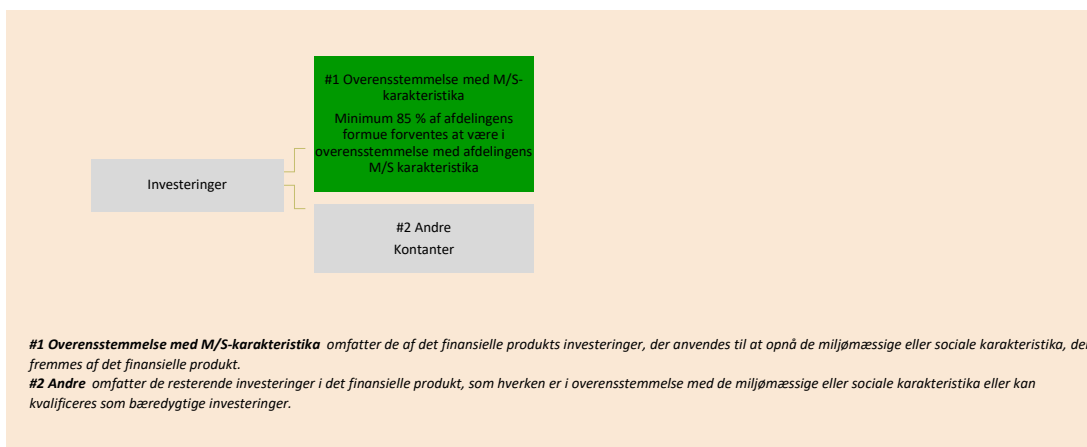 #1 Overensstemmelse med M/S-
karakteristika
Minimum 85 % af afdelingens
formue forventes at være i
overensstemmelse med afdelingens
M/S karakteristika
Investeringer
#2 Andre
Kontanter
#1 Overensstemmelse med M/S-karakteristika omfatter de af det finansielle produkts investeringer, der anvendes til at opnå de miljømæssige eller sociale karakteristika,
fremmes af det finansielle produkt.
#2 Andre omfatter de resterende investeringer i det finansielle produkt, som hverken er i overensstemmelse med de miljømæssige eller sociale karakteristika eller kan
kvalificeres som bæredygtige investeringer.